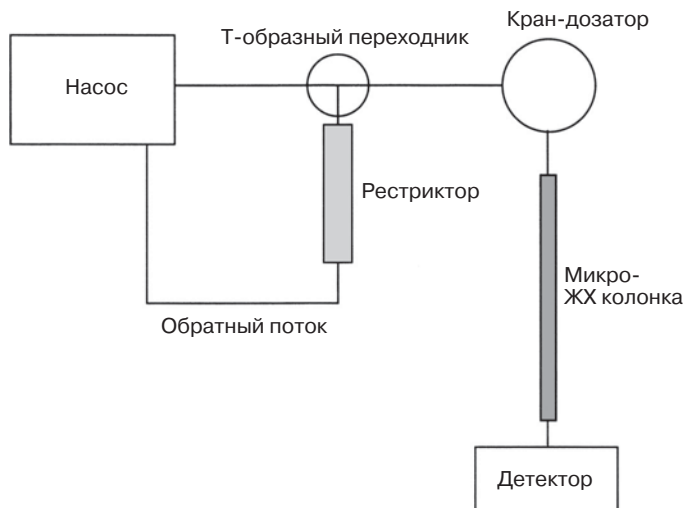 Кран-дозатор
Т-образный переходник
Насос
Рестриктор
Микро-
ЖХ колонка
Обратный поток
Детектор